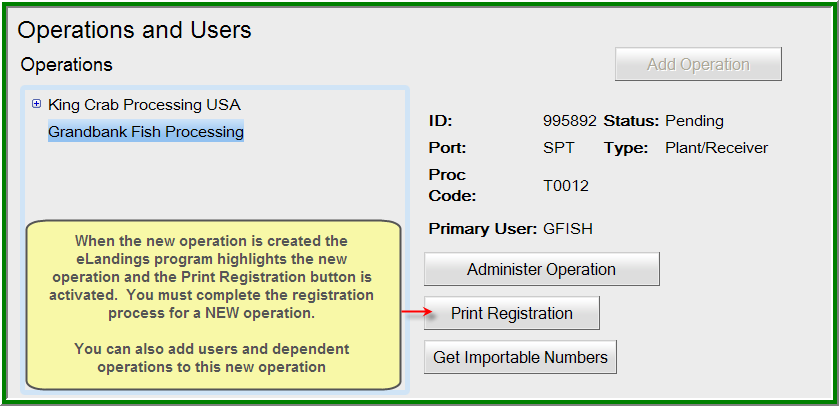 Operations and Users
Operations
Add Operation
King Crab Processing USA
Grandbank Fish Processing
ID: 995892 Status: Pending
Port: SPT Type: Plant/Receiver
Proc
Code: T0012
Primary User: GFISH
When the new operation is created the
eLandings program highlights the new
operation and the Print Registration button is
activated. You must complete the registration
process for a NEW operation.
You can also add users and dependent
operations to this new operation
Administer Operation
Print Registration
Get Importable Numbers